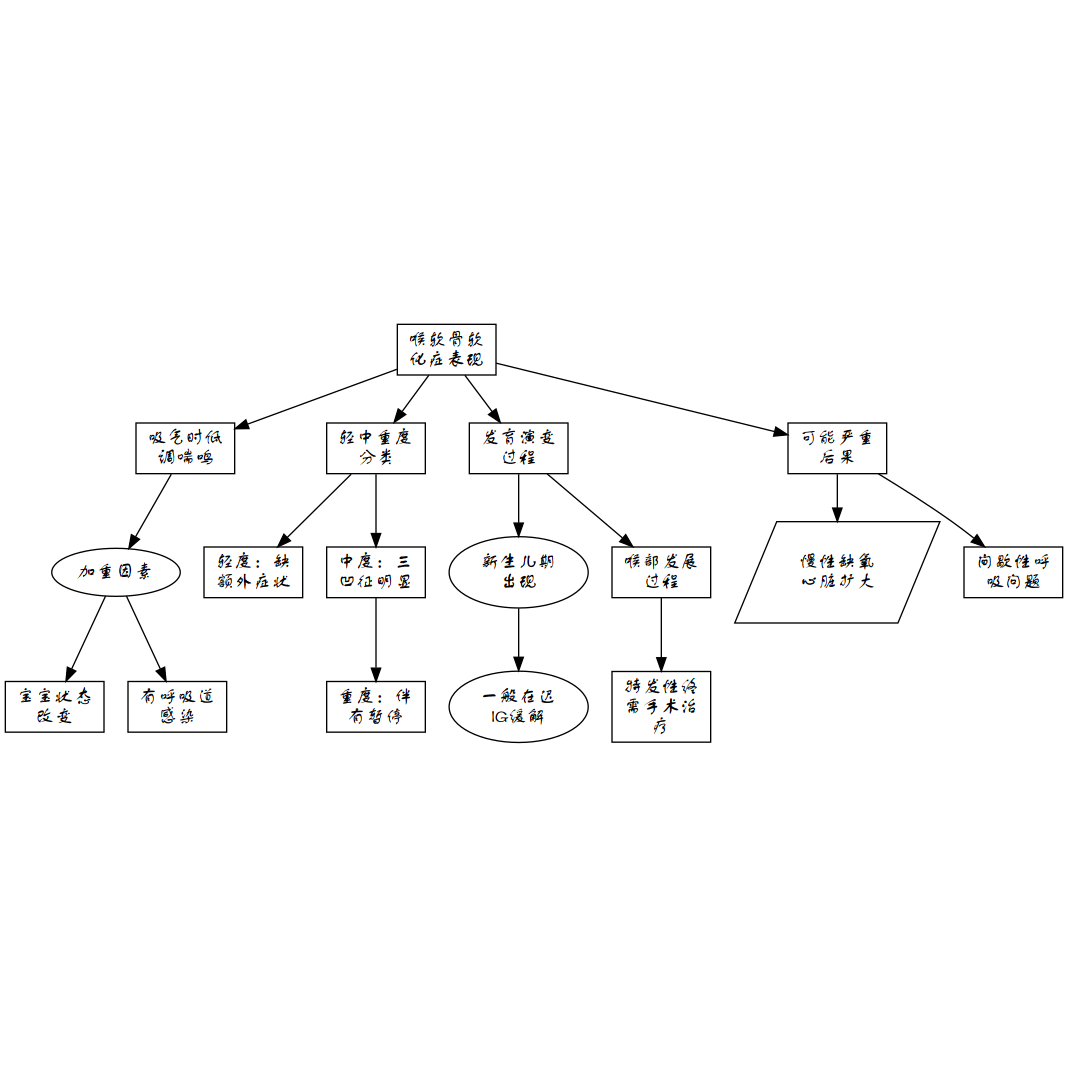 喉软骨软
化症表现
吸气时低
调喘鸣
轻中重度
分类
发育演变
过程
可能严重
后果
加重因素
轻度：缺
额外症状
中度：三
凹征明显
新生儿期
出现
喉部发展
过程
慢性缺氧
心脏扩大
间歇性呼
吸问题
宝宝状态
改变
有呼吸道
感染
重度：伴
有暂停
一般在迟
IG缓解
特发性终
需手术治
疗